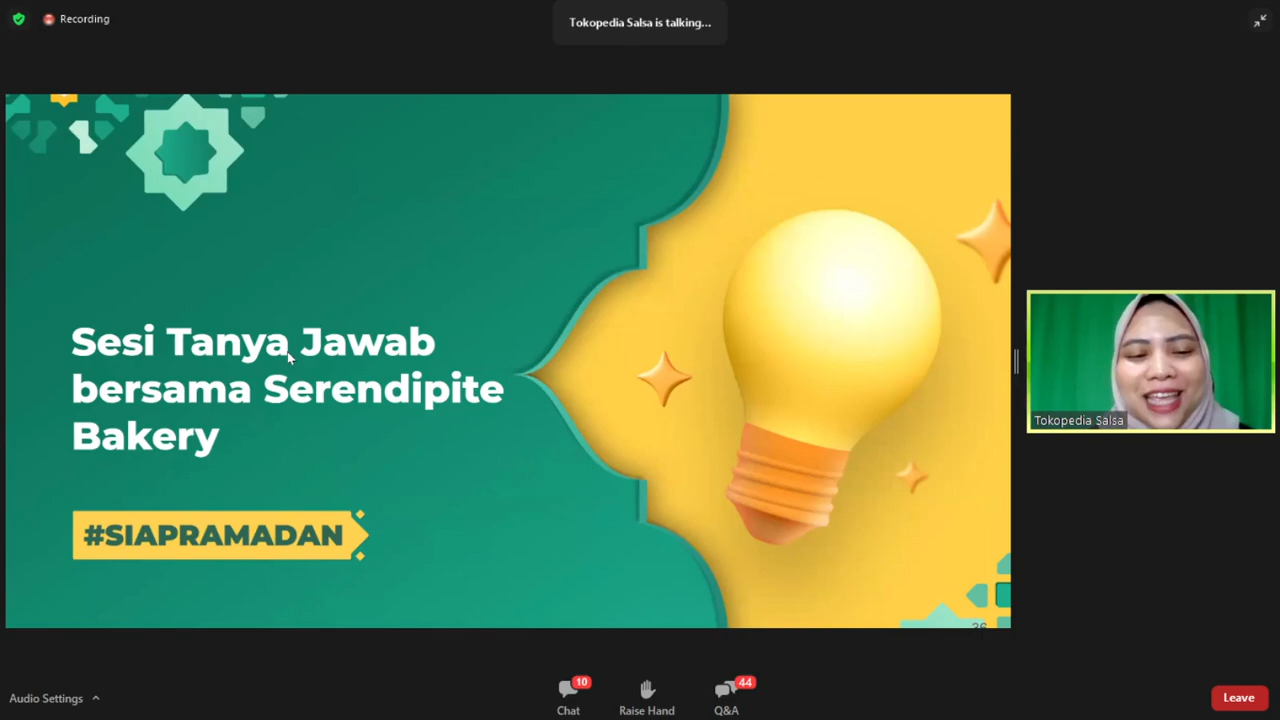 Recording
Tokopedia Salsa is talking...
Sesi Tanya Jawab
bersama Serendipite
Bakery
#SIAPRAMADAN
36
Tokopedia Salsa
Audio Settings
10
Chat
Raise Hand
44
Q&A
Leave